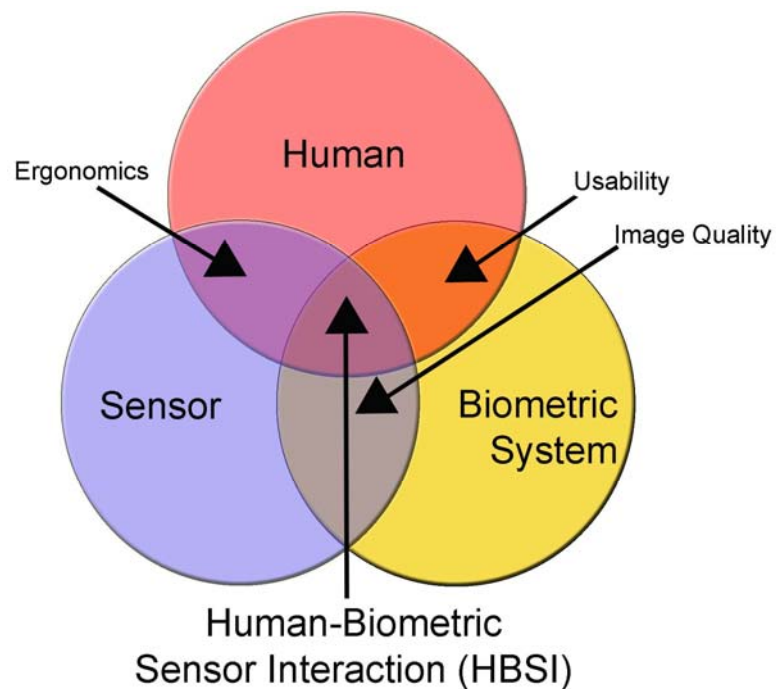 Human
Ergonomics
Usability
Image Quality
Sensor
Biometric
System
Human-Biometric
Sensor Interaction (HBSI)